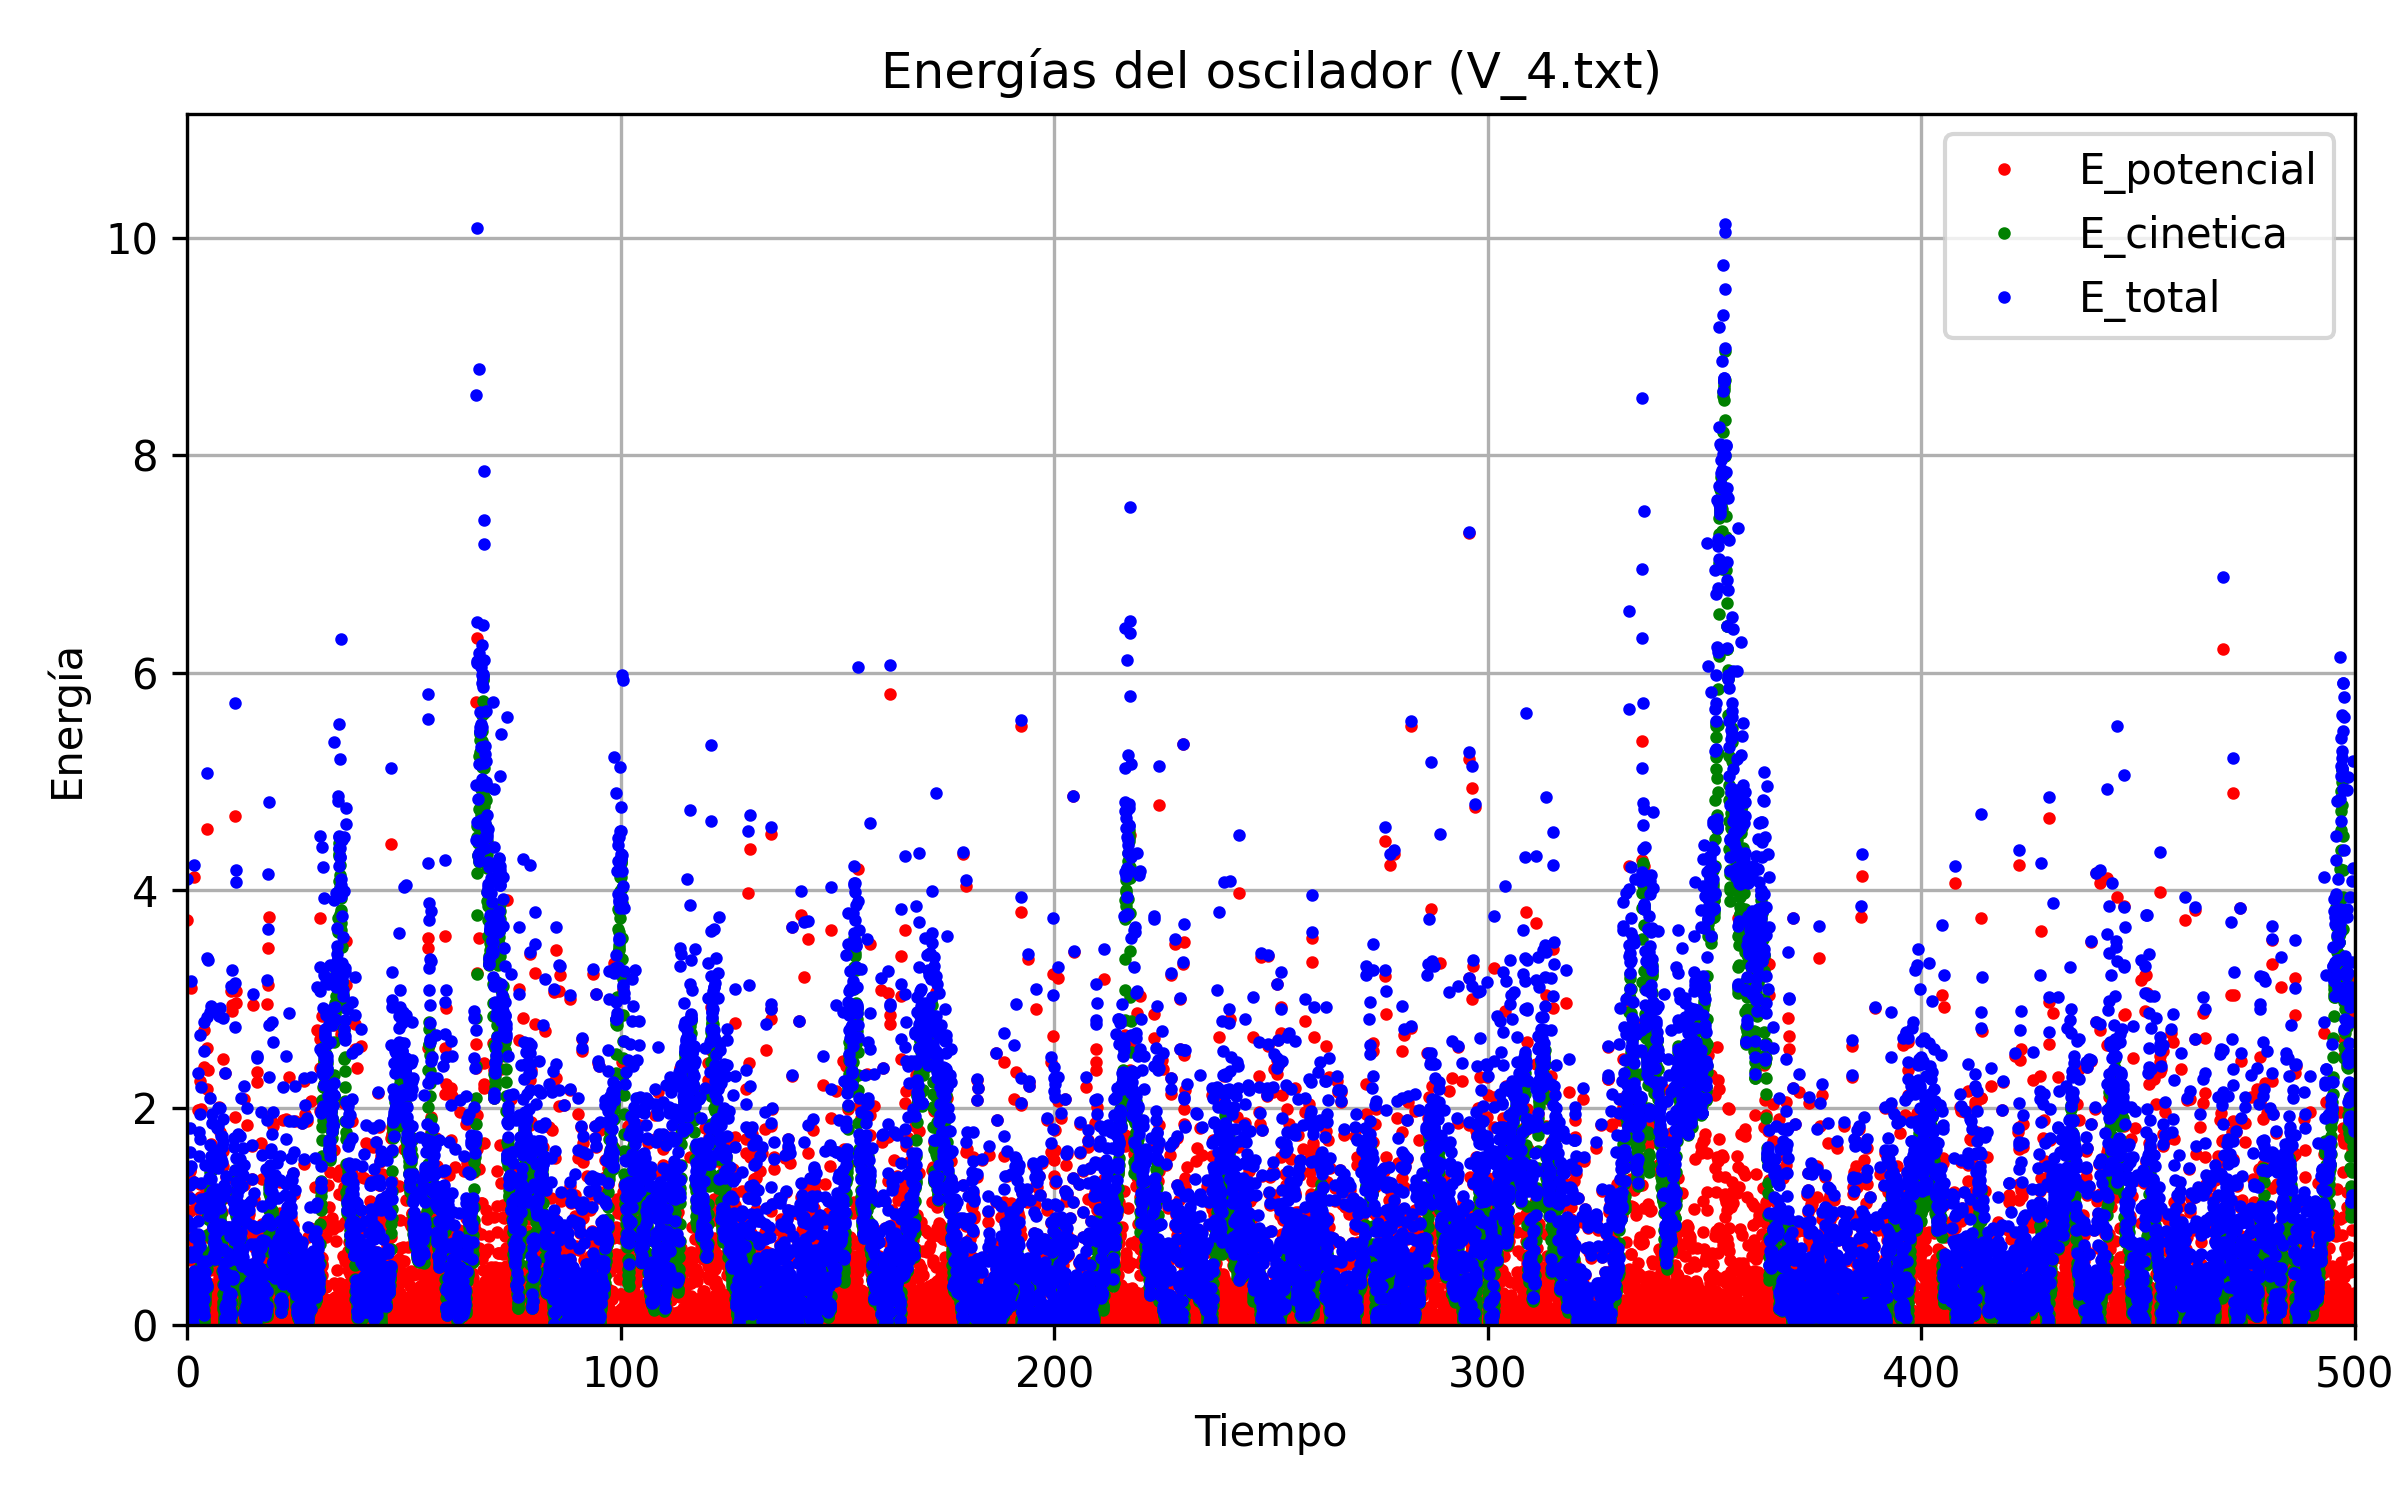 Energías del oscilador (V_4.txt)
E_potencial
E_cinetica
E_total
Energía
10
8
6
4
2
0
0 100 200 300 400 500
Tiempo